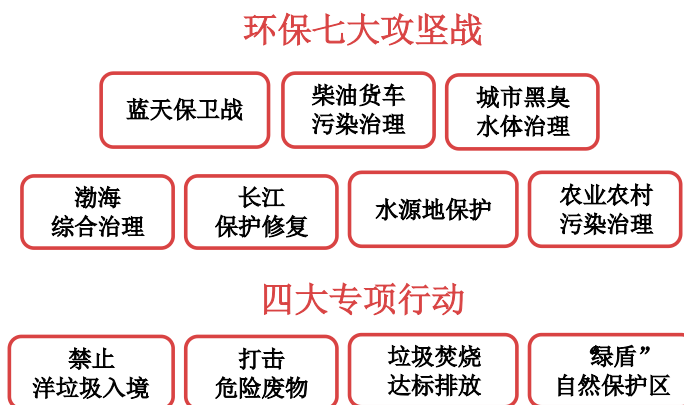 环保七大攻坚战
蓝天保卫战
柴油货车
污染治理
城市黑臭
水体治理
渤海
综合治理
长江
保护修复
水源地保护
农业农村
污染治理
四大专项行动
禁止
洋垃圾入境
打击
危险废物
垃圾焚烧
达标排放
“绿盾”
自然保护区